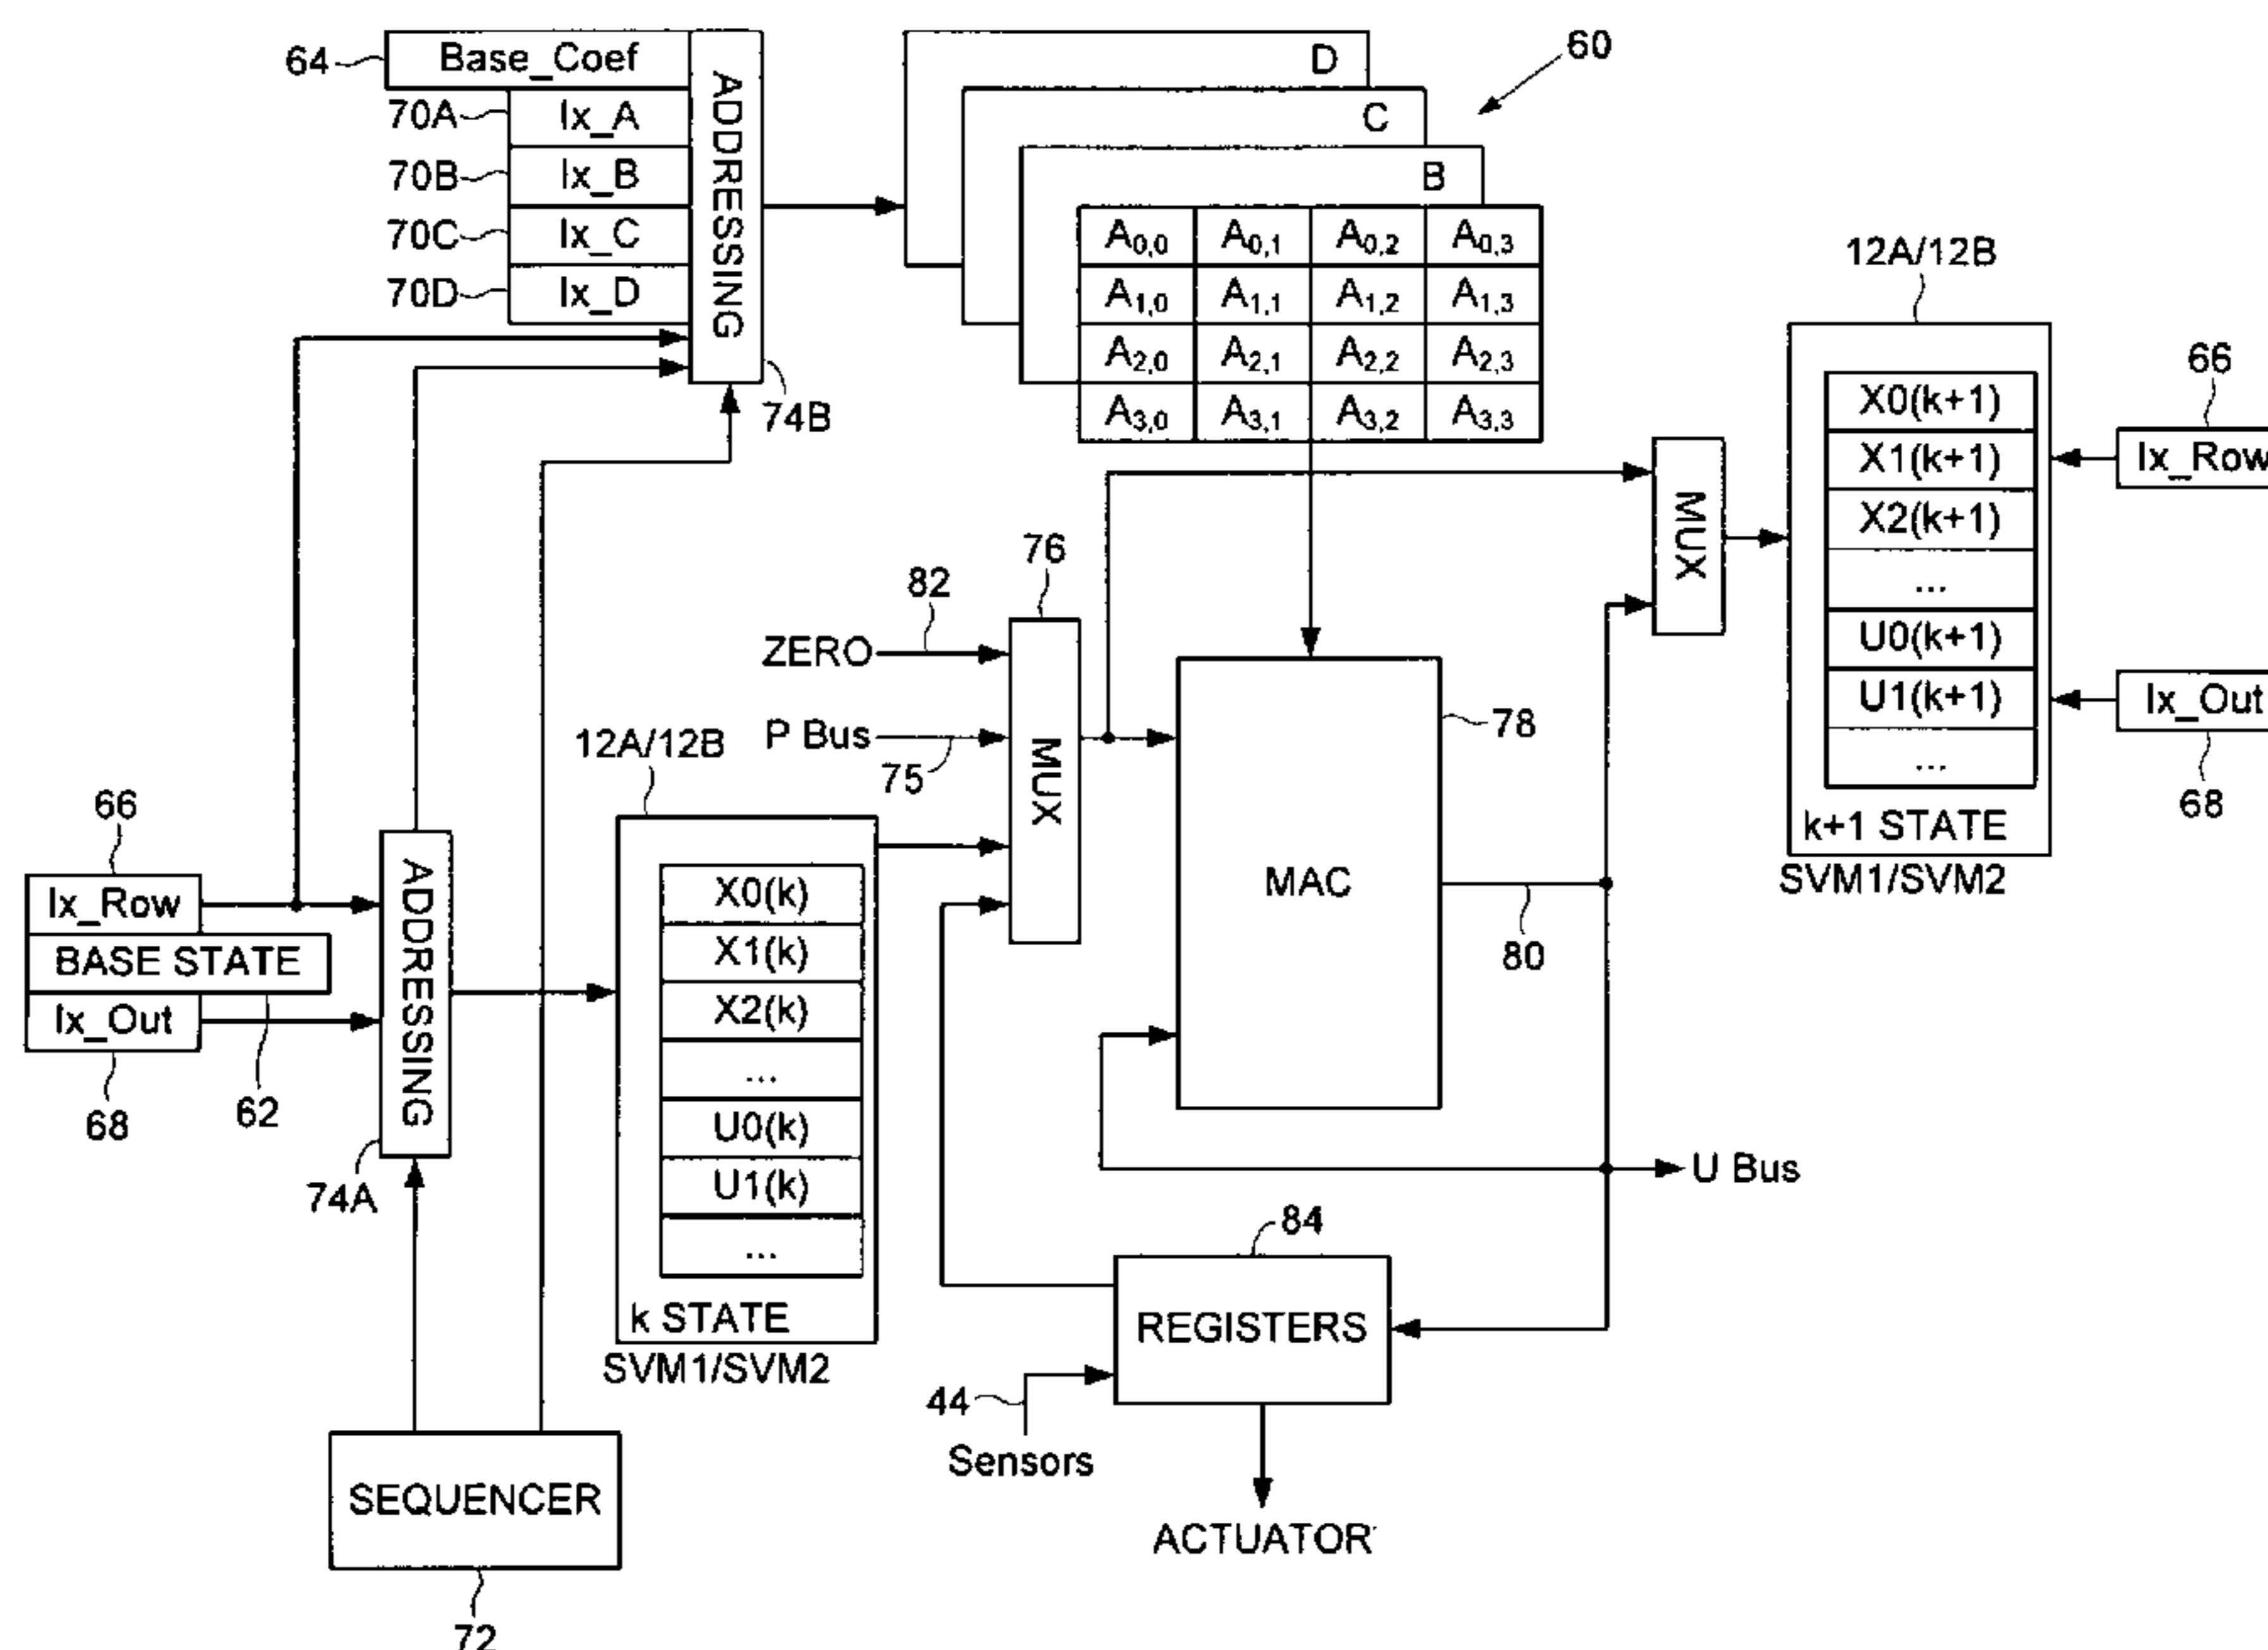 64 Base_Coef
70A Ix_A
70B Ix_B
70C Ix_C
70D Ix_D
ADDRESSING
74B
D
C
B
60
A0,0 A0,1 A0,2 A0,3
A1,0 A1,1 A1,2 A1,3
A2,0 A2,1 A2,2 A2,3
A3,0 A3,1 A3,2 A3,3
12A/12B
X0(k+1)
X1(k+1)
X2(k+1)
...
U0(k+1)
U1(k+1)
...
k+1 STATE
SVM1/SVM2
66
Ix_Row
Ix_Out
68
MUX
76
82
ZERO
P Bus
75
MUX
MAC
78
80
U Bus
12A/12B
X0(k)
X1(k)
X2(k)
...
U0(k)
U1(k)
...
k STATE
SVM1/SVM2
66
Ix_Row
BASE STATE
Ix_Out
68
62
ADDRESSING
74A
84
REGISTERS
44
Sensors
ACTUATOR
SEQUENCER
72